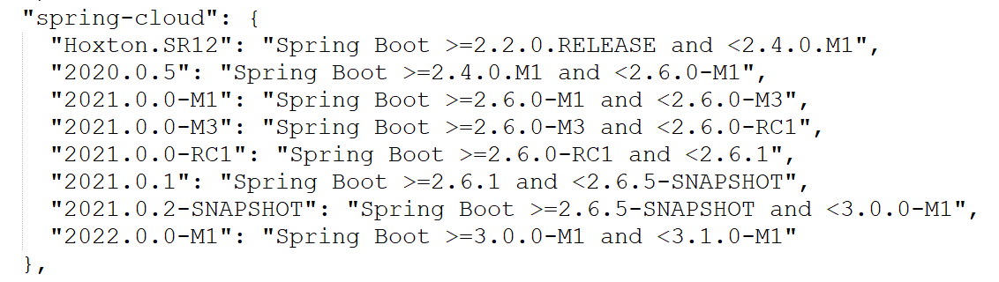 "spring-cloud": {
"Hoxton.SR12": "Spring Boot >=2.2.0.RELEASE and <2.4.0.M1",
"2020.0.5": "Spring Boot >=2.4.0.M1 and <2.6.0-M1",
"2021.0.0-M1": "Spring Boot >=2.6.0-M1 and <2.6.0-M3",
"2021.0.0-M3": "Spring Boot >=2.6.0-M3 and <2.6.0-RC1",
"2021.0.0-RC1": "Spring Boot >=2.6.0-RC1 and <2.6.1",
"2021.0.1": "Spring Boot >=2.6.1 and <2.6.5-SNAPSHOT",
"2021.0.2-SNAPSHOT": "Spring Boot >=2.6.5-SNAPSHOT and <3.0.0-M1",
"2022.0.0-M1": "Spring Boot >=3.0.0-M1 and <3.1.0-M1"
},